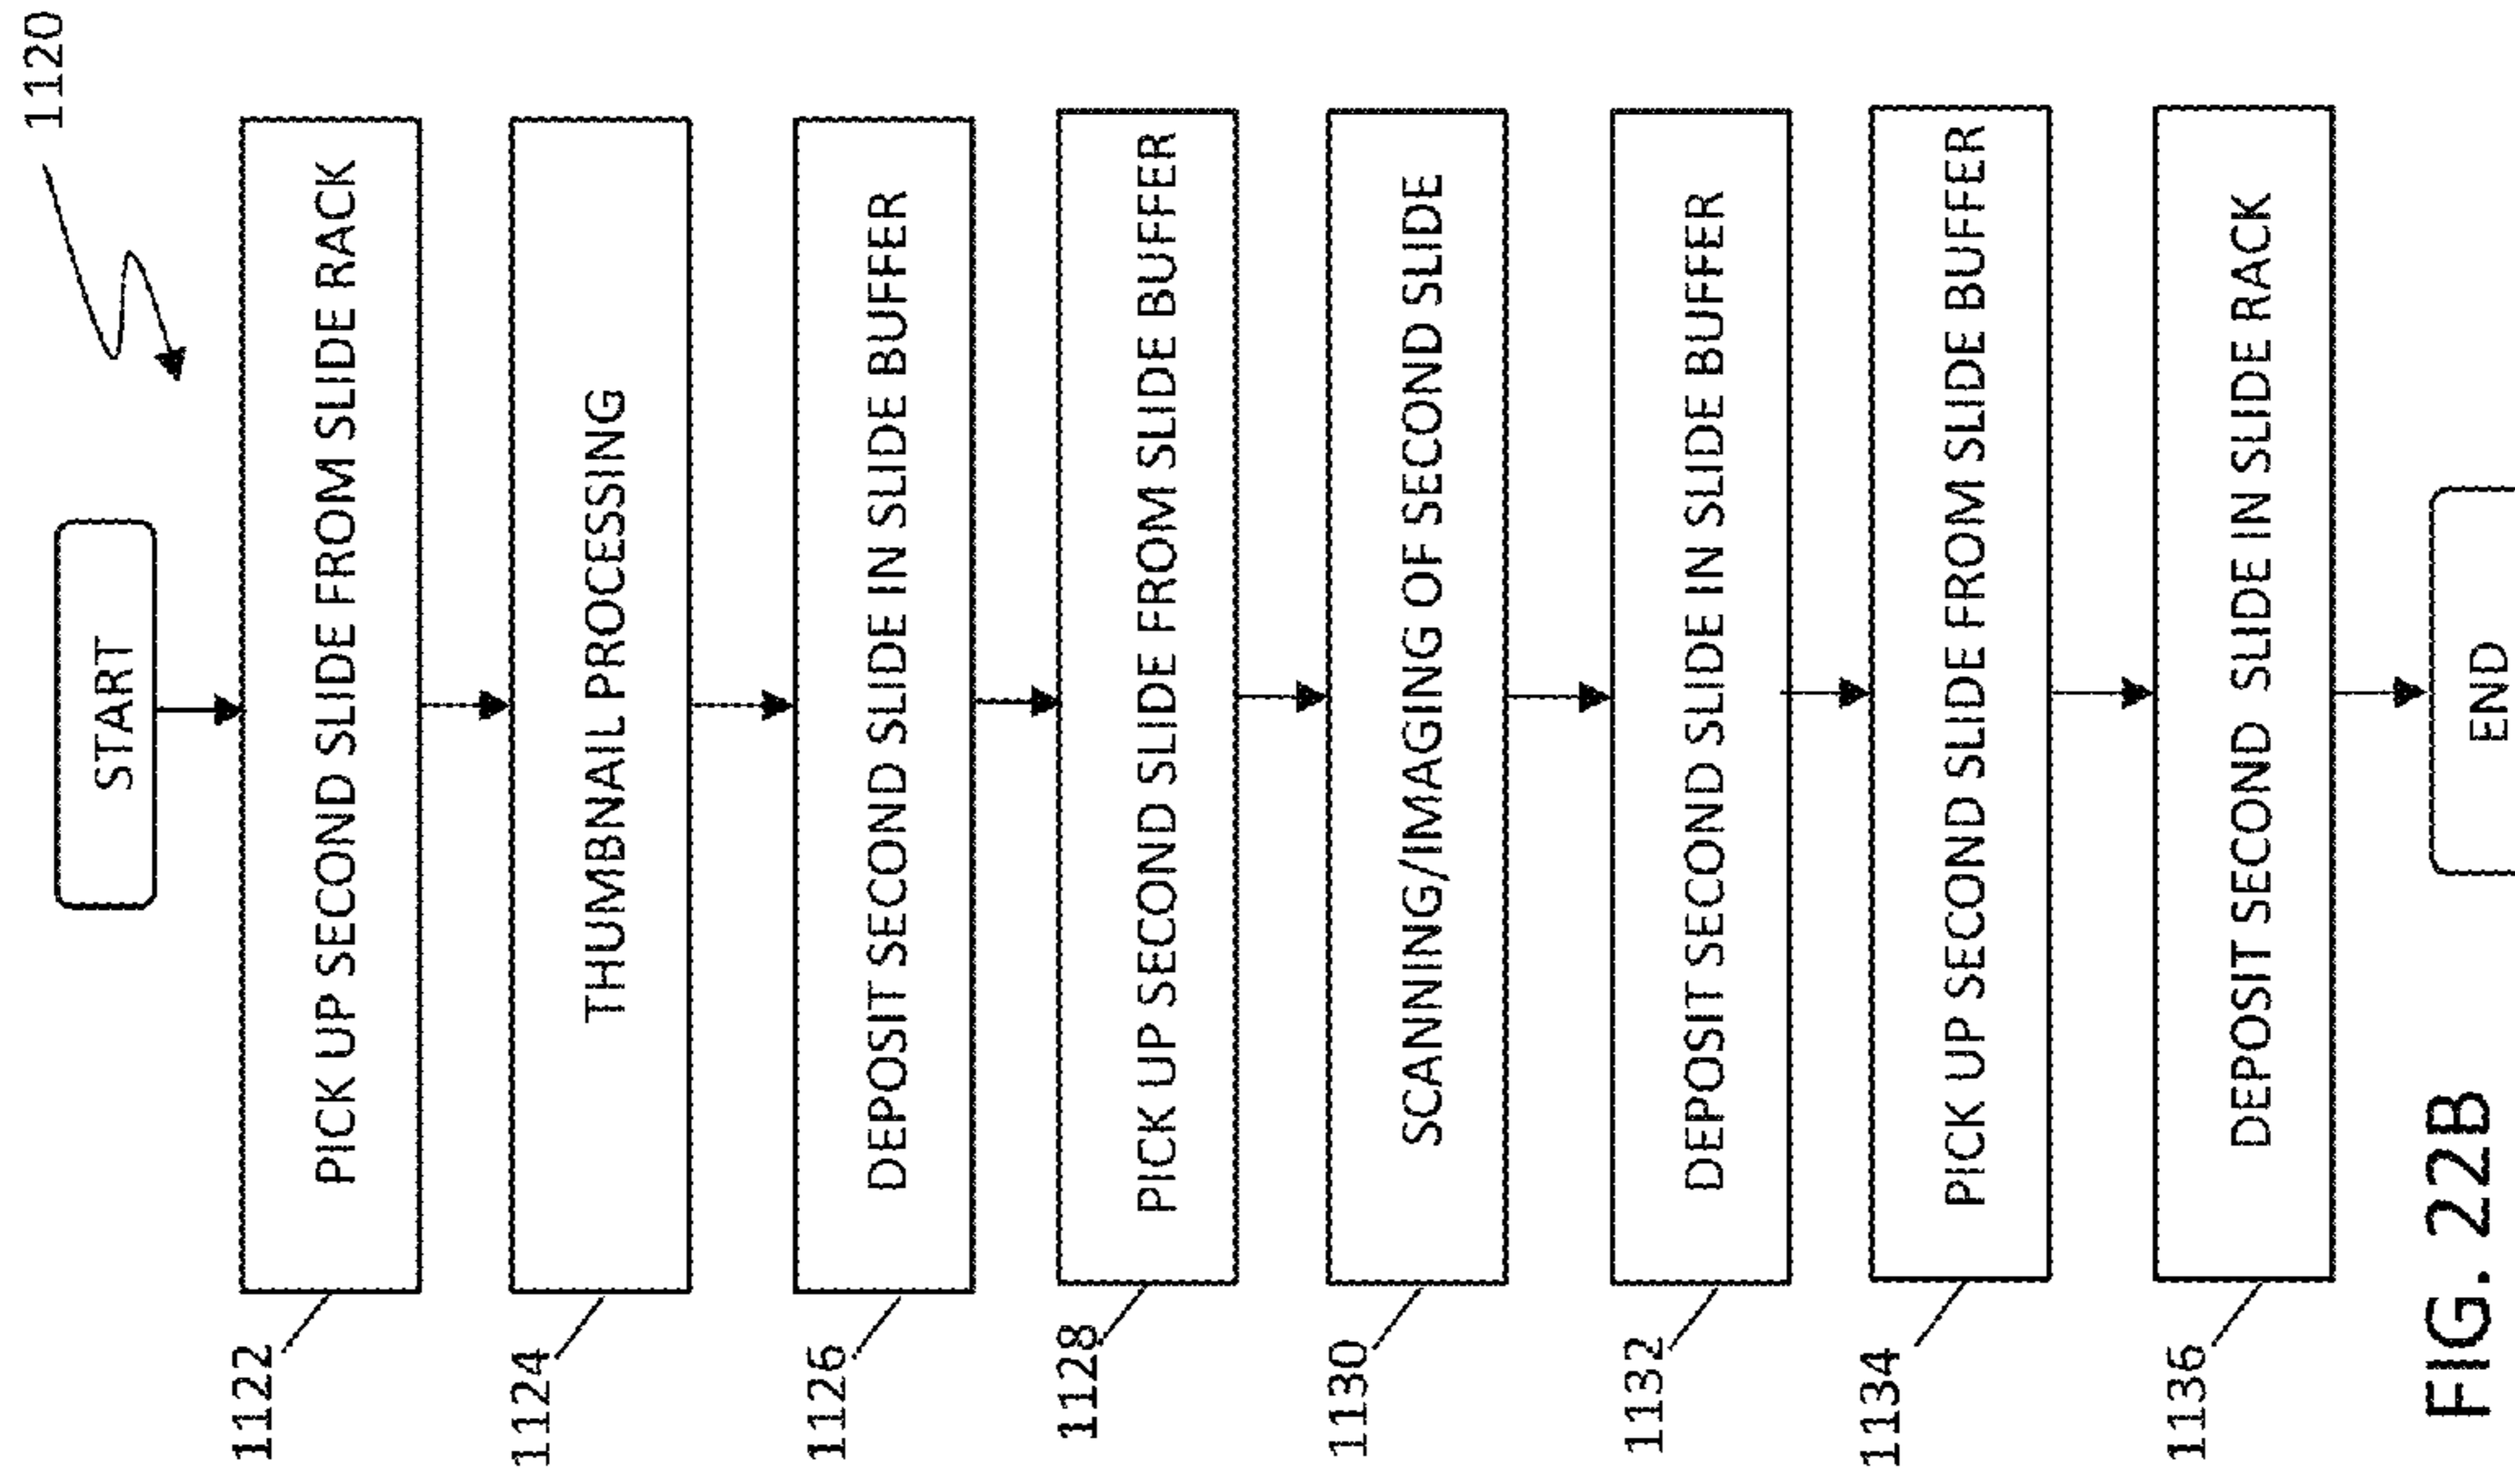 1120
START
1122
PICK UP SECOND SLIDE FROM SLIDE RACK
1124
THUMBNAIL PROCESSING
1126
DEPOSIT SECOND SLIDE IN SLIDE BUFFER
1128
PICK UP SECOND SLIDE FROM SLIDE BUFFER
1130
SCANNING/IMAGING OF SECOND SLIDE
1132
DEPOSIT SECOND SLIDE IN SLIDE BUFFER
1134
PICK UP SECOND SLIDE FROM SLIDE BUFFER
1136
DEPOSIT SECOND SLIDE IN SLIDE RACK
END
FIG. 22B